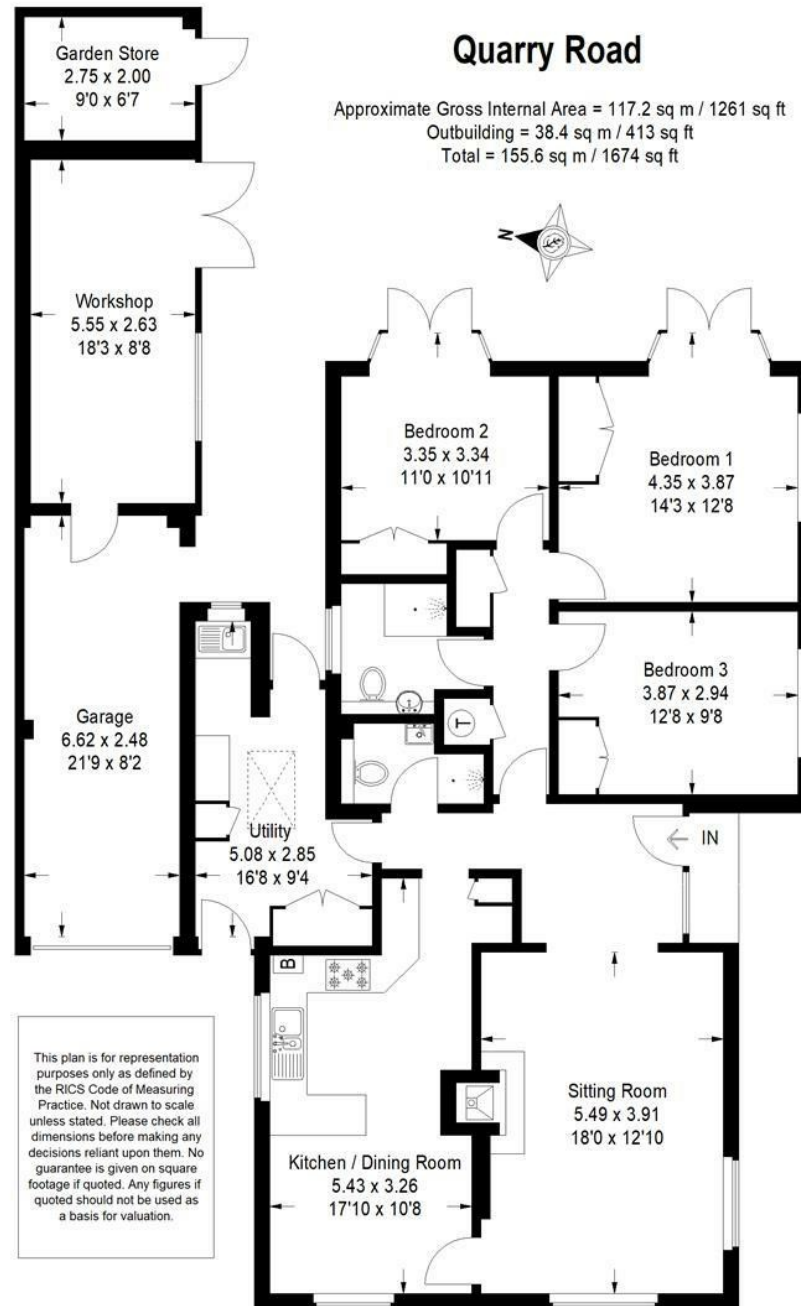 Quarry Road
Approximate Gross Internal Area = 117.2 sq m / 1261 sq ft
Outbuilding = 38.4 sq m / 413 sq ft
Total = 155.6 sq m / 1674 sq ft
N
Garden Store
2.75 x 2.00
9'0 x 6'7
Workshop
5.55 x 2.63
18'3 x 8'8
Bedroom 2
3.35 x 3.34
11'0 x 10'11
Bedroom 1
4.35 x 3.87
14'3 x 12'8
Bedroom 3
3.87 x 2.94
12'8 x 9'8
Garage
6.62 x 2.48
21'9 x 8'2
T
Utility
5.08 x 2.85
16'8 x 9'4
IN
B
Sitting Room
5.49 x 3.91
18'0 x 12'10
Kitchen / Dining Room
5.43 x 3.26
17'10 x 10'8
This plan is for representation
purposes only as defined by
the RICS Code of Measuring
Practice. Not drawn to scale
unless stated. Please check all
dimensions before making any
decisions reliant upon them. No
guarantee is given on square
footage if quoted. Any figures if
quoted should not be used as
a basis for valuation.